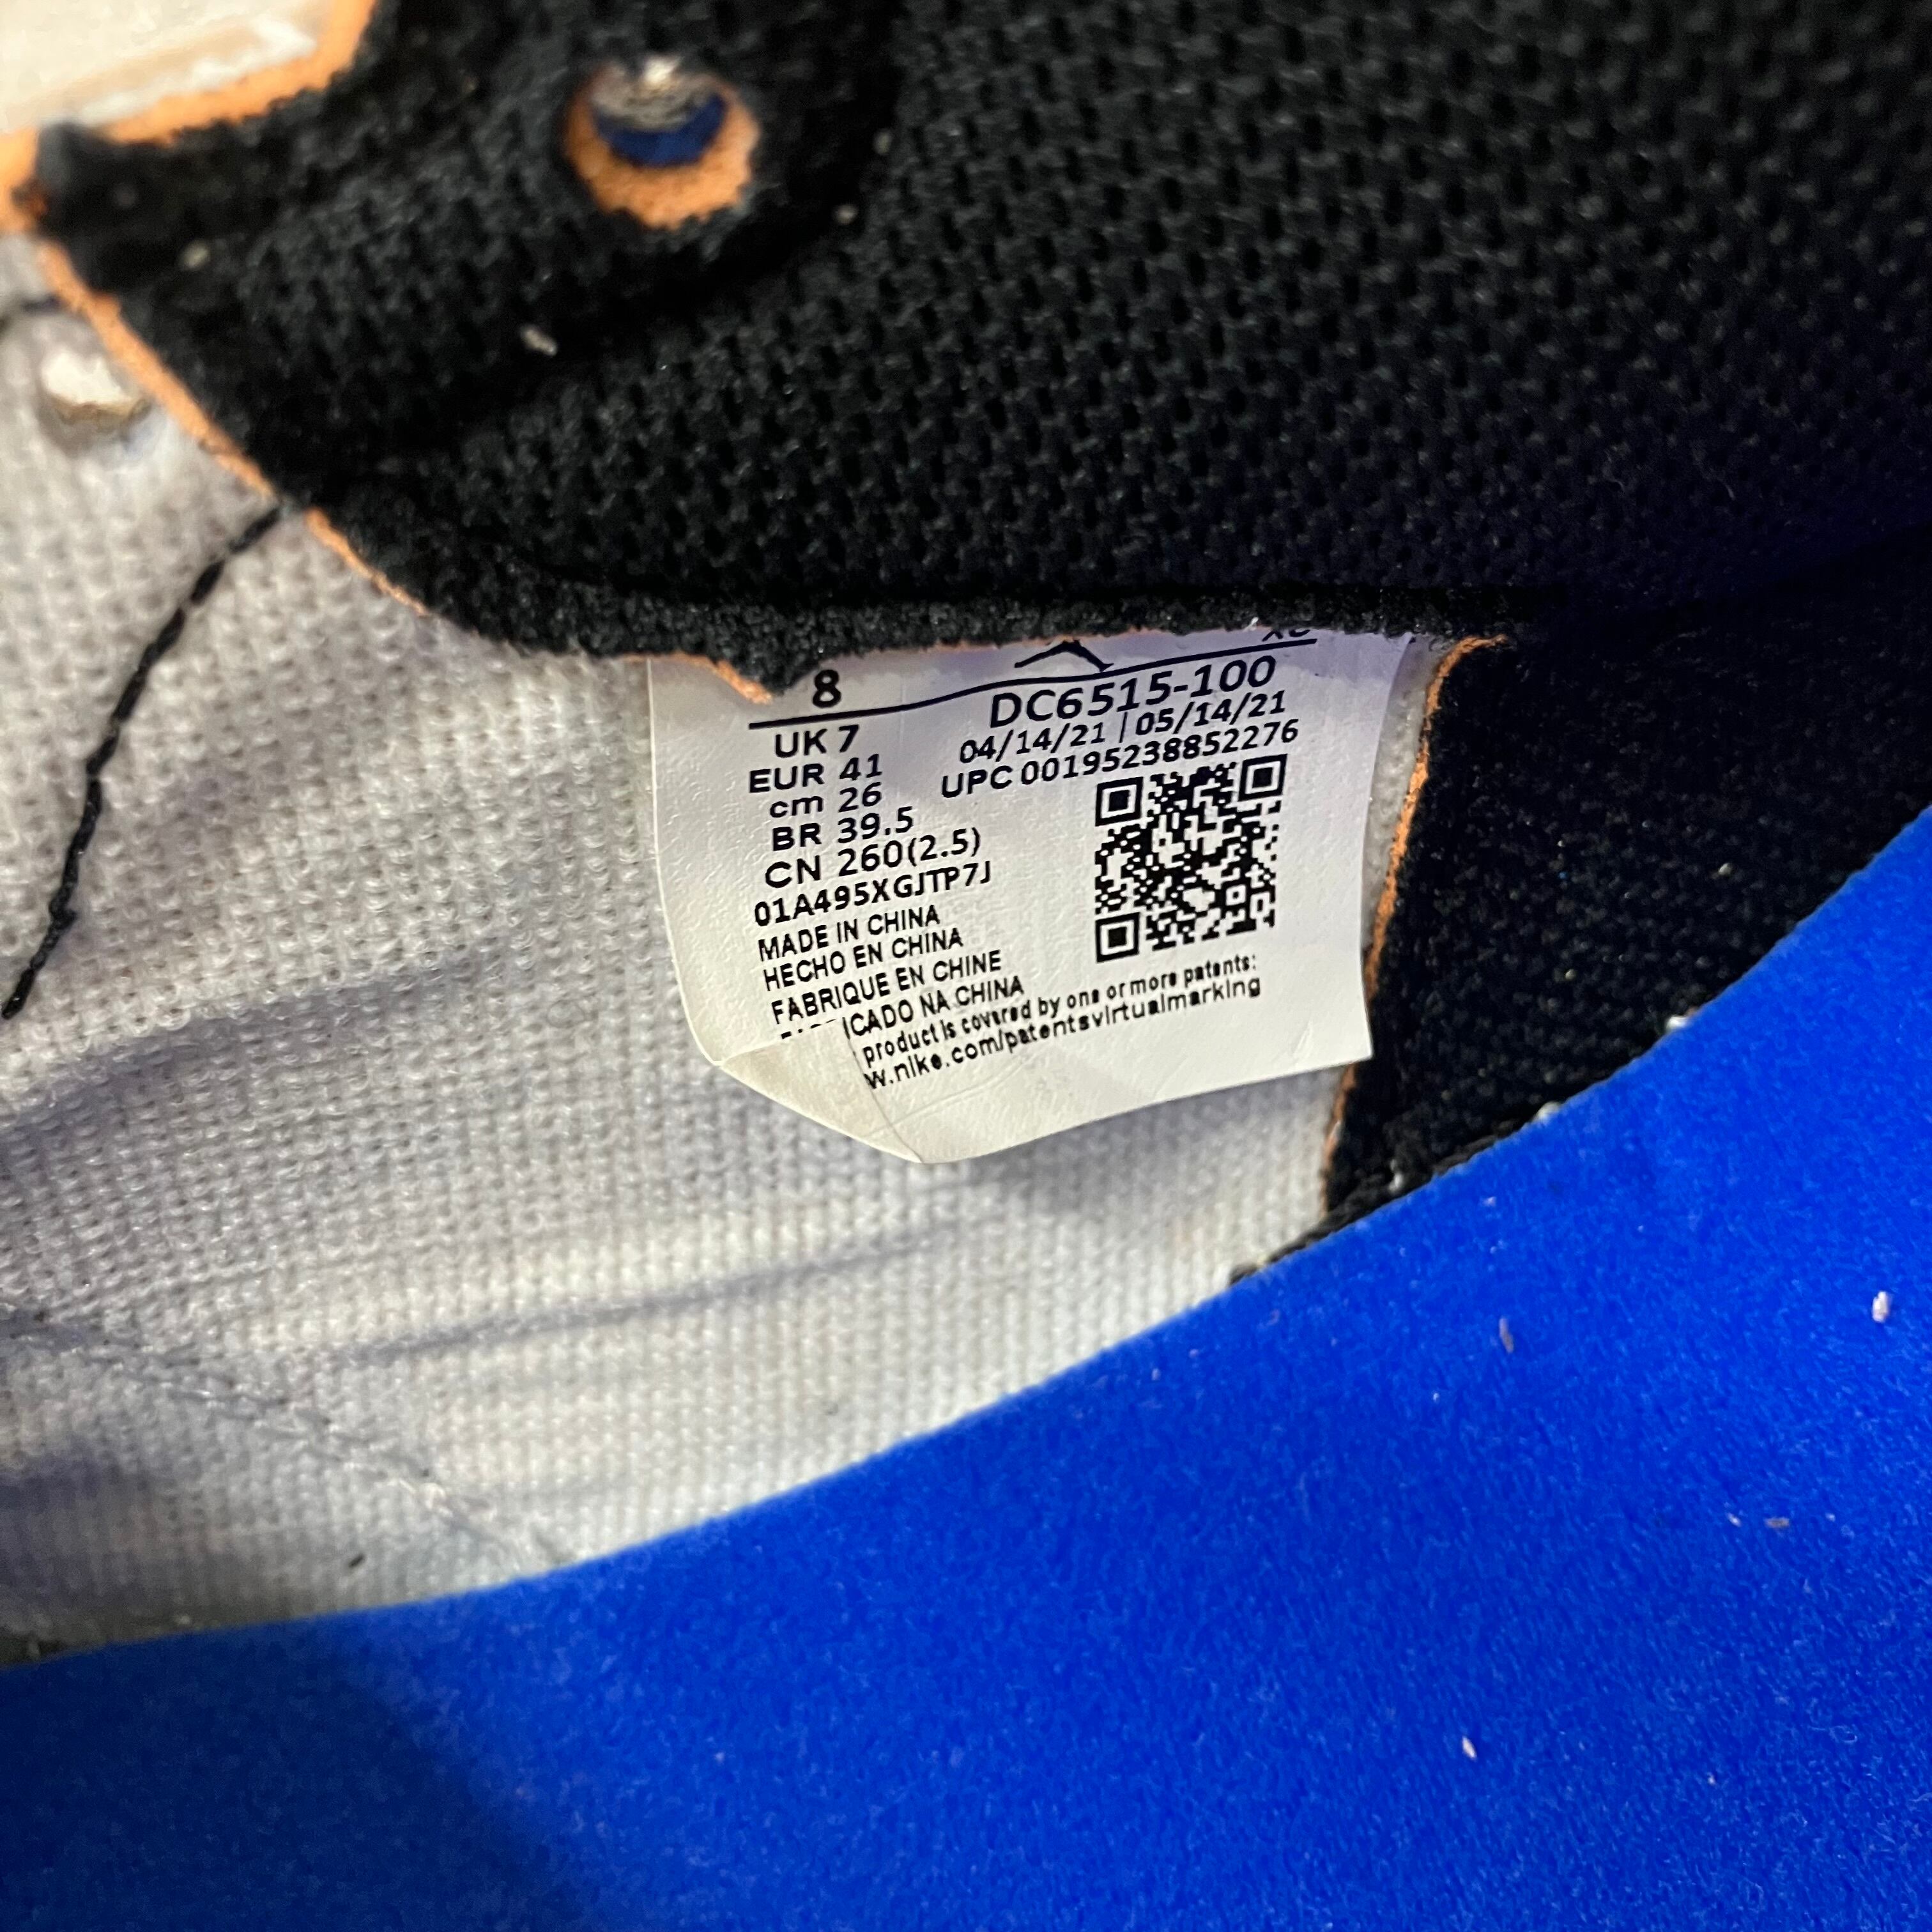 8
DC6515-100
UK 7
04/14/21 | 05/14/21
EUR 41
UPC 00195238852276
cm 26
BR 39.5
CN 260(2.5)
01A495XGJTP7J
MADE IN CHINA
HECHO EN CHINA
FABRIQUE EN CHINE
ICADO NA CHINA
product is covered by one or more patents:
w.nike.com/patentsvirtualmarking